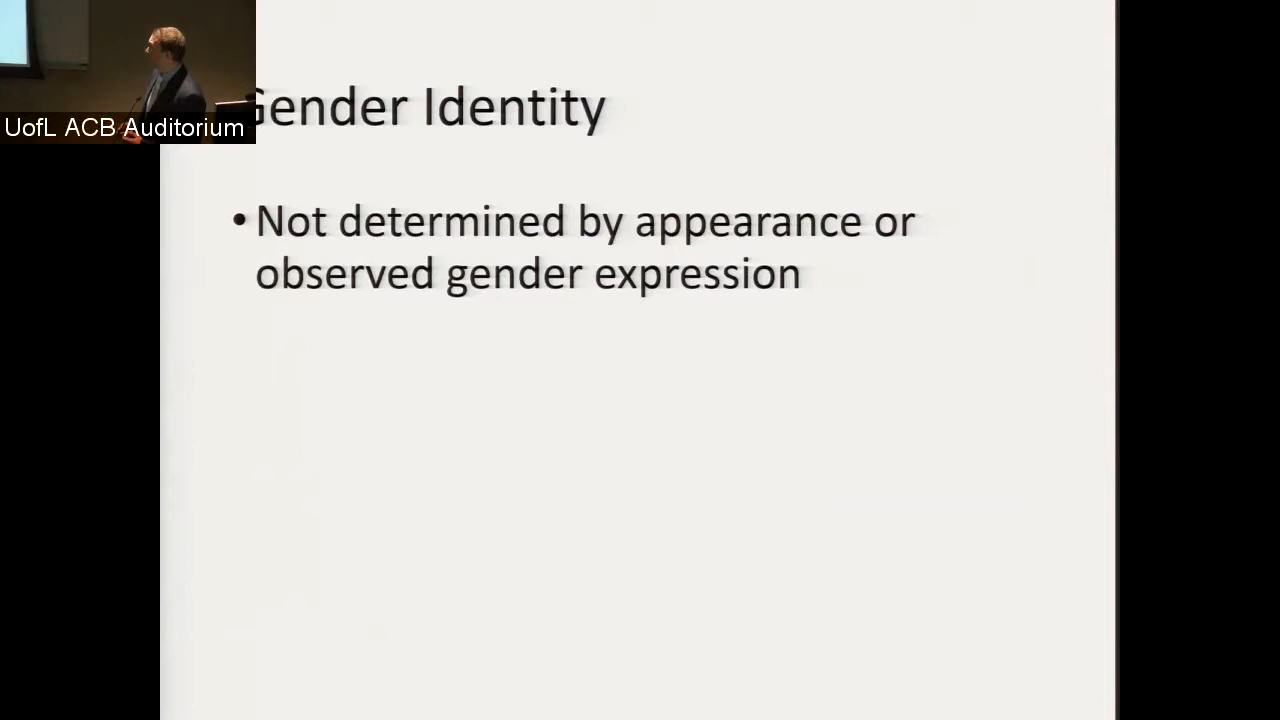 UofL ACB Auditorium
Gender Identity
• Not determined by appearance or
observed gender expression